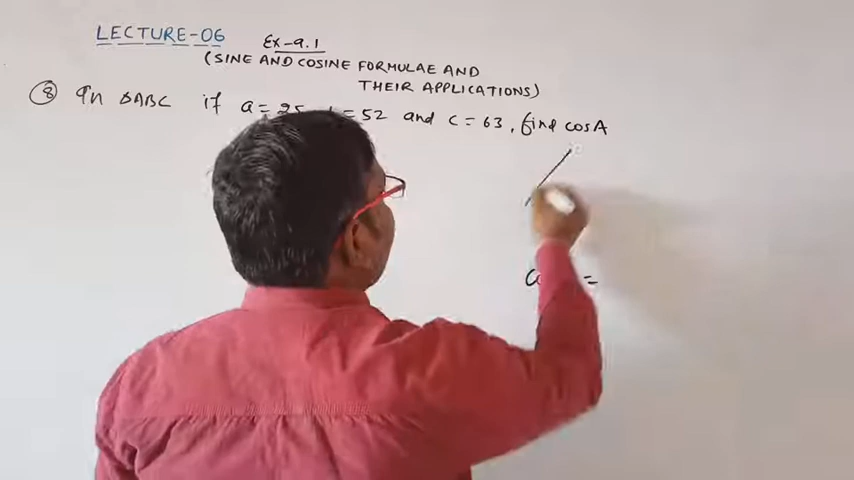 LECTURE-06
Ex-9.1
(SINE AND COSINE FORMULAE AND
THEIR APPLICATIONS)
⑧ In ΔABC if a= 25, = 52 and c = 63, find cosA
=